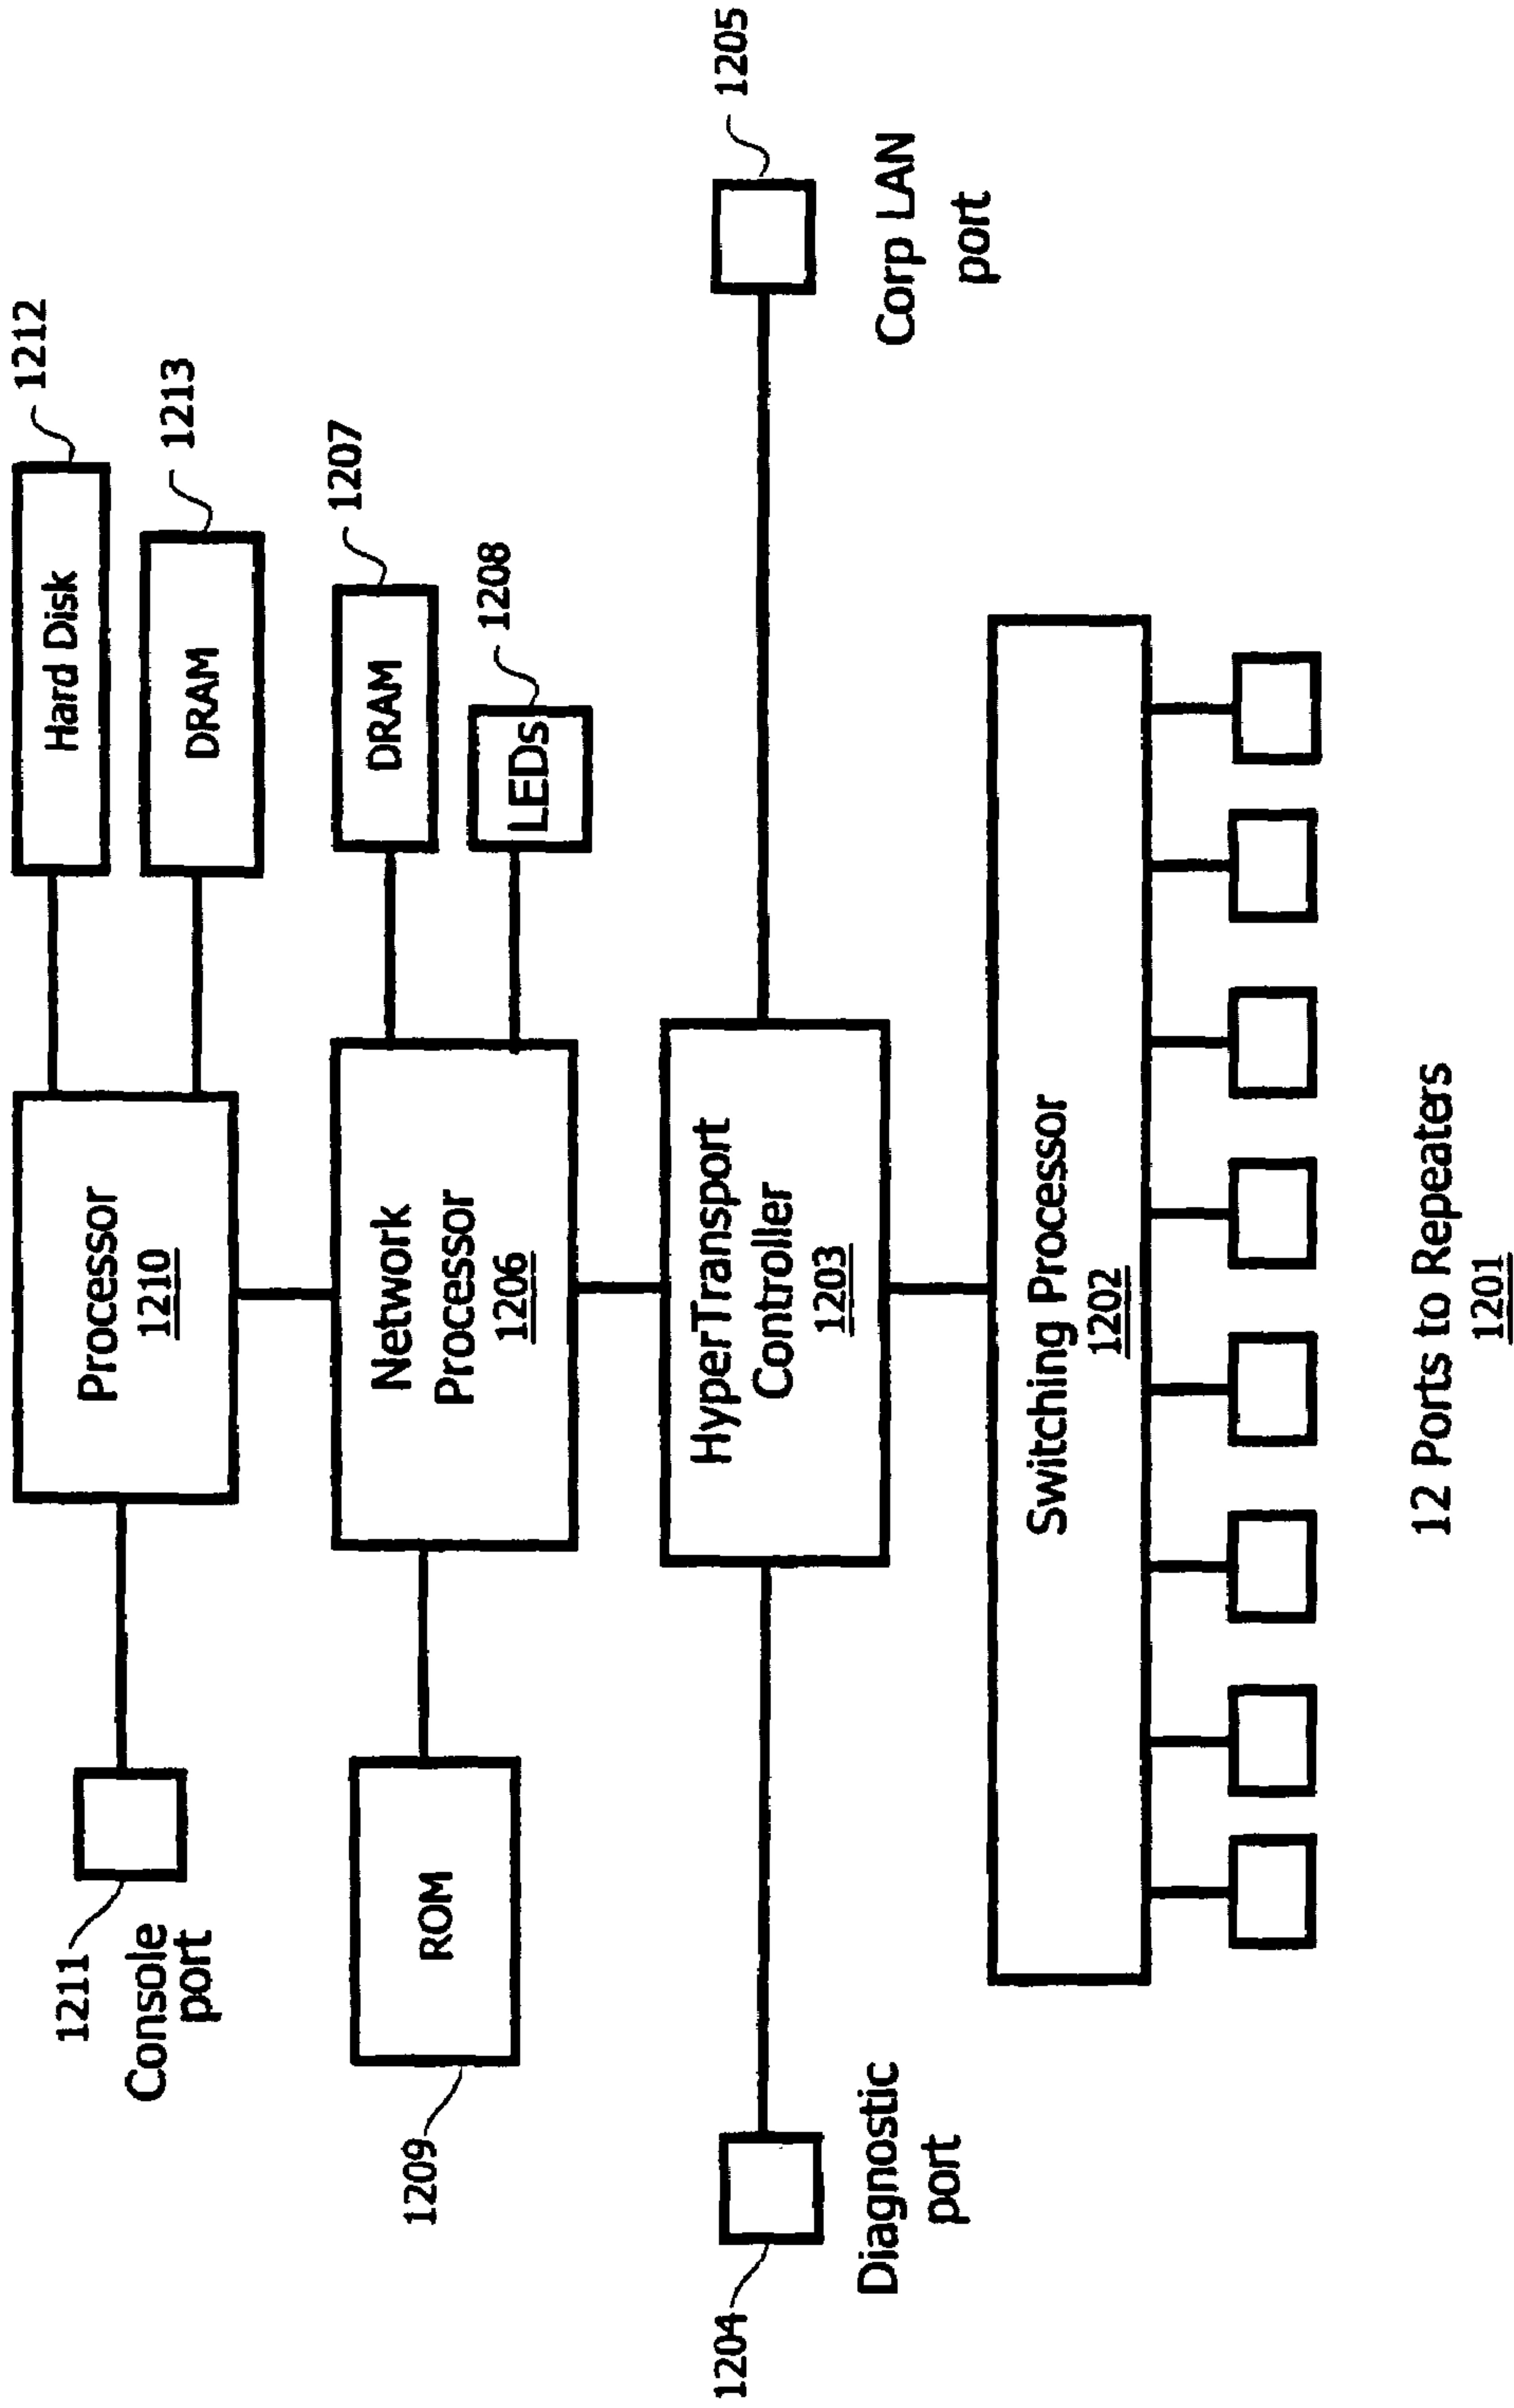 1212
Hard Disk
1213
DRAM
1211
Console
port
Processor
1210
1207
DRAM
1208
LEDs
Network
Processor
1206
1209
ROM
1204
Diagnostic
port
HyperTransport
Controller
1203
1205
Corp LAN
port
Switching Processor
1202
12 Ports to Repeaters
1201